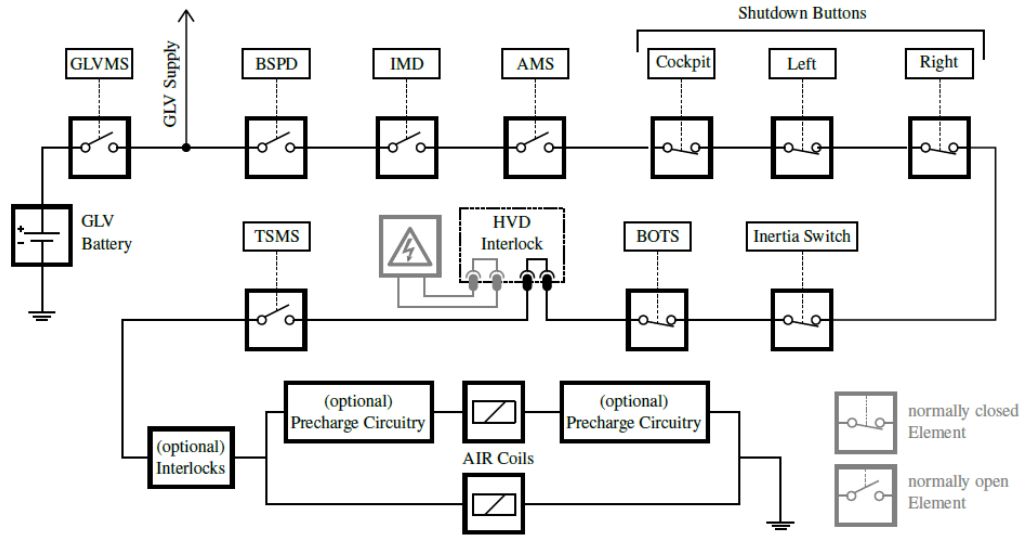 Shutdown Buttons
GLVMS
GLV Supply
BSPD
IMD
AMS
Cockpit
Left
Right
+
-
GLV
Battery
TSMS
HVD
Interlock
BOTS
Inertia Switch
(optional)
Precharge Circuitry
(optional)
Precharge Circuitry
AIR Coils
(optional)
Interlocks
normally closed
Element
normally open
Element